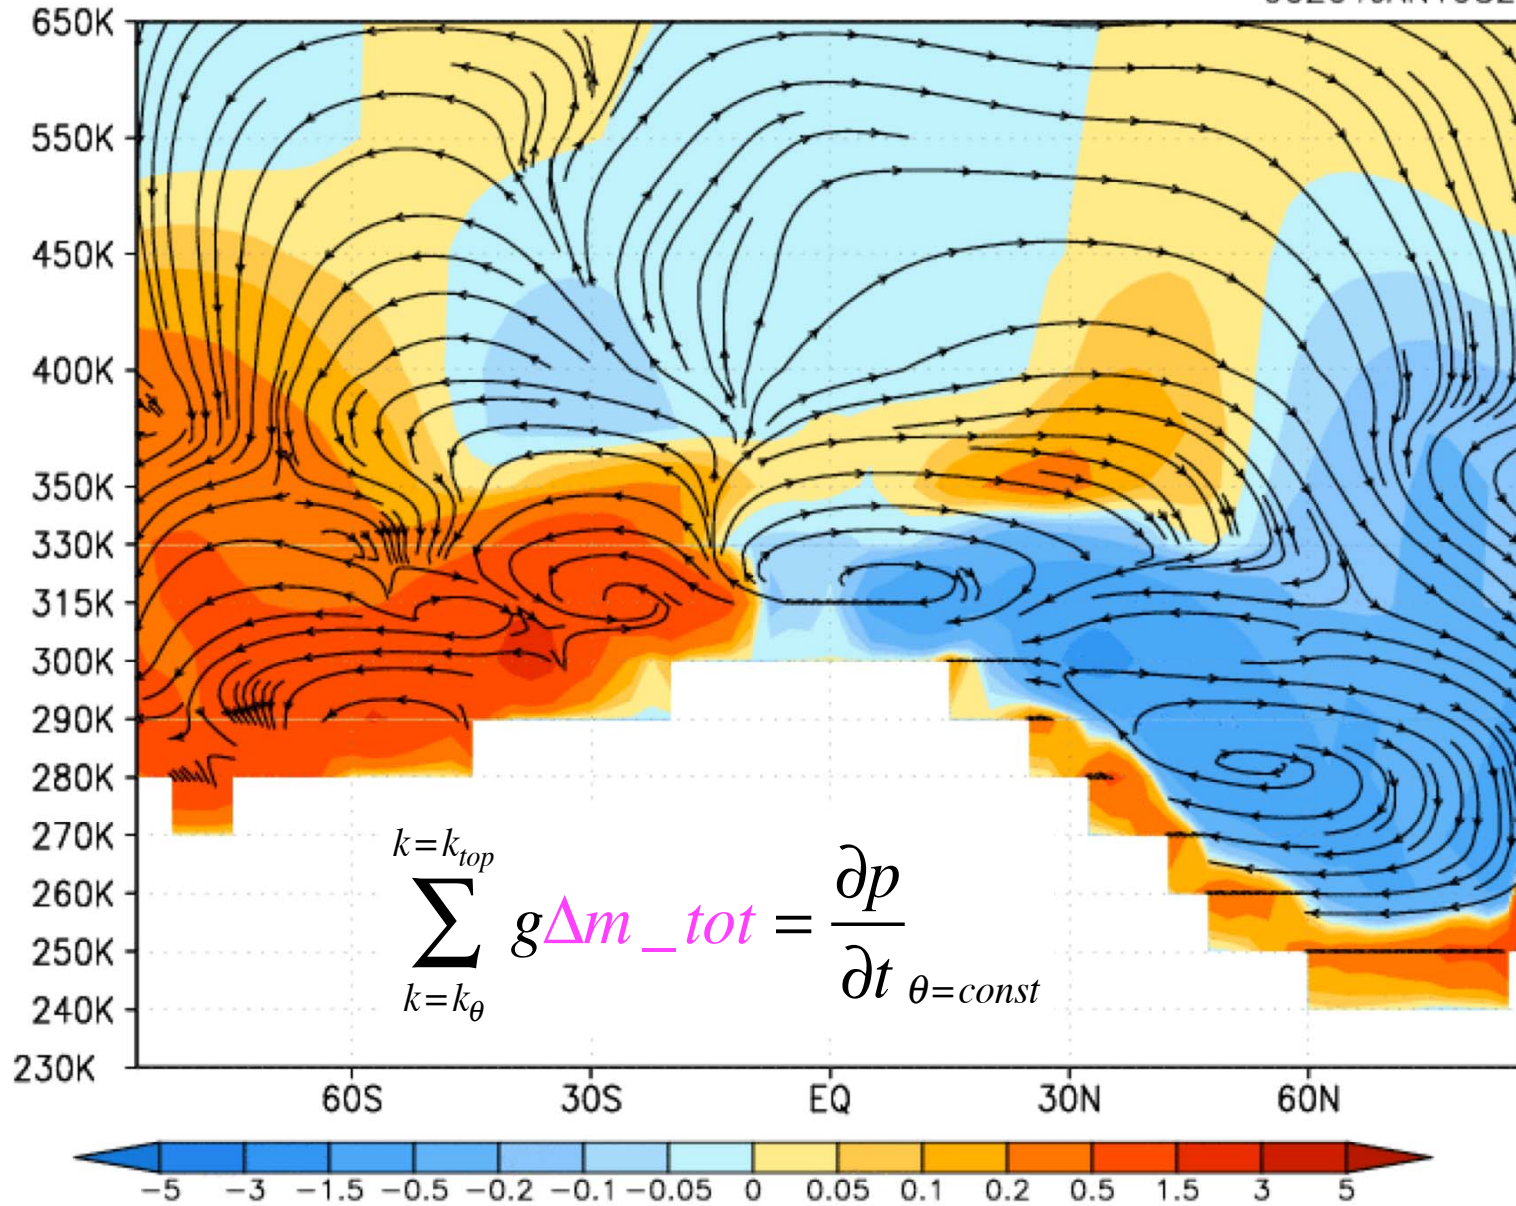 650K
550K
450K
400K
350K
330K
315K
300K
290K
280K
270K
260K
250K
240K
230K
k=k_top
∑ gΔm_tot = ∂p/∂t θ=const
k=k_θ
60S 30S EQ 30N 60N
−5 −3 −1.5 −0.5 −0.2 −0.1 −0.05 0 0.05 0.1 0.2 0.5 1.5 3 5